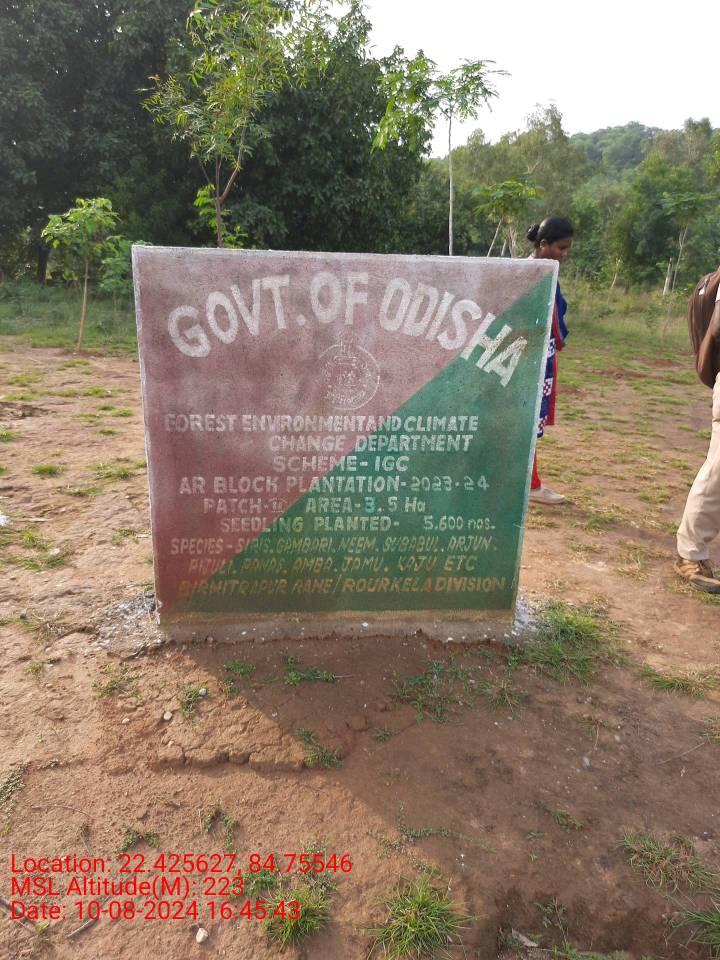 GOVT. OF ODISHA
FOREST ENVIRONMENT AND CLIMATE
CHANGE DEPARTMENT
SCHEME-IGC
AR BLOCK PLANTATION-2023-24
PATCH- AREA-3.5 Ha
SEEDLING PLANTED- 5.600 nos.
SPECIES-SIRIS.GAMBARI.NEEM.SUBABUL.ARJUN.
PIJULI.PANAS.AMBA.JAMU.KAJU ETC
BIRMITRAPUR RANE/ROURKELA DIVISION
Location: 22.425627, 84.75546
MSL Altitude(M): 223
Date: 10-08-2024 16:45:43